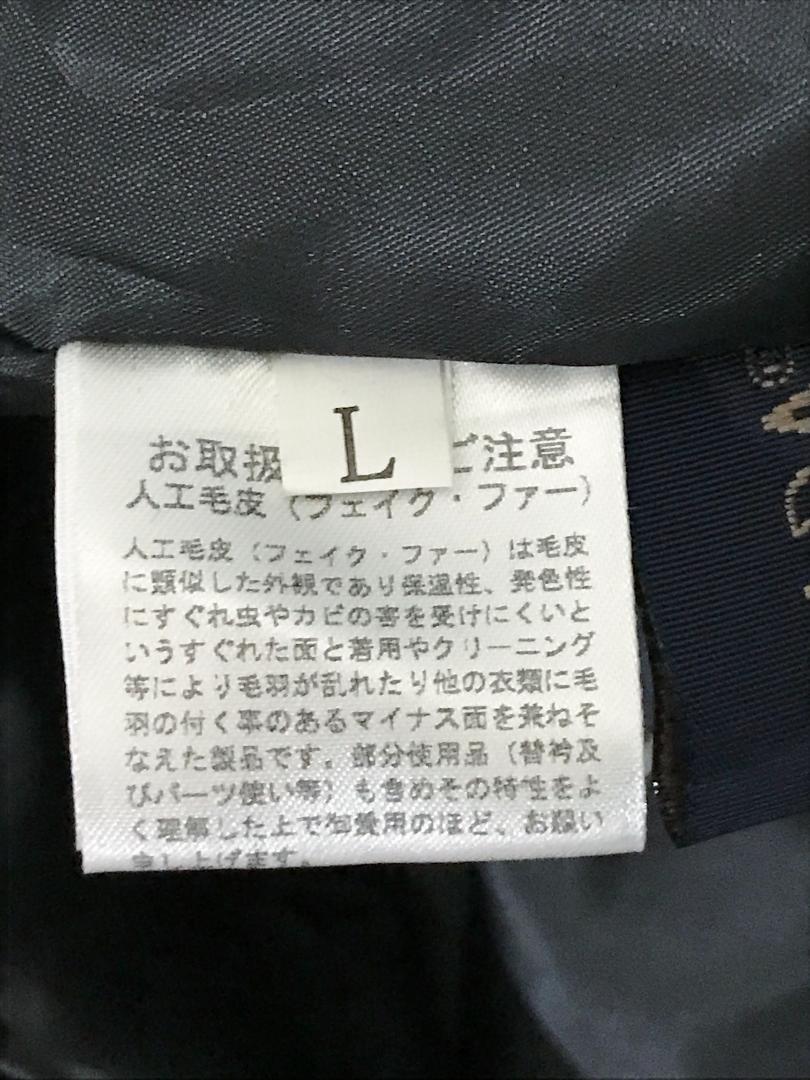 L
お取扱 ご注意
人工毛皮（フェイク・ファー）
人工毛皮（フェイク・ファー）は毛皮
に類似した外観であり保温性、発色性
にすぐれ虫やカビの害を受けにくいと
いうすぐれた面と着用やクリーニング
等により毛羽が乱れたり他の衣類に毛
羽の付く事のあるマイナス面を兼ねそ
なえた製品です。部分使用品（替衿及
びパーツ使い等）も含めその特性をよ
く理解した上で御愛用のほど、お願い
申し上げます。